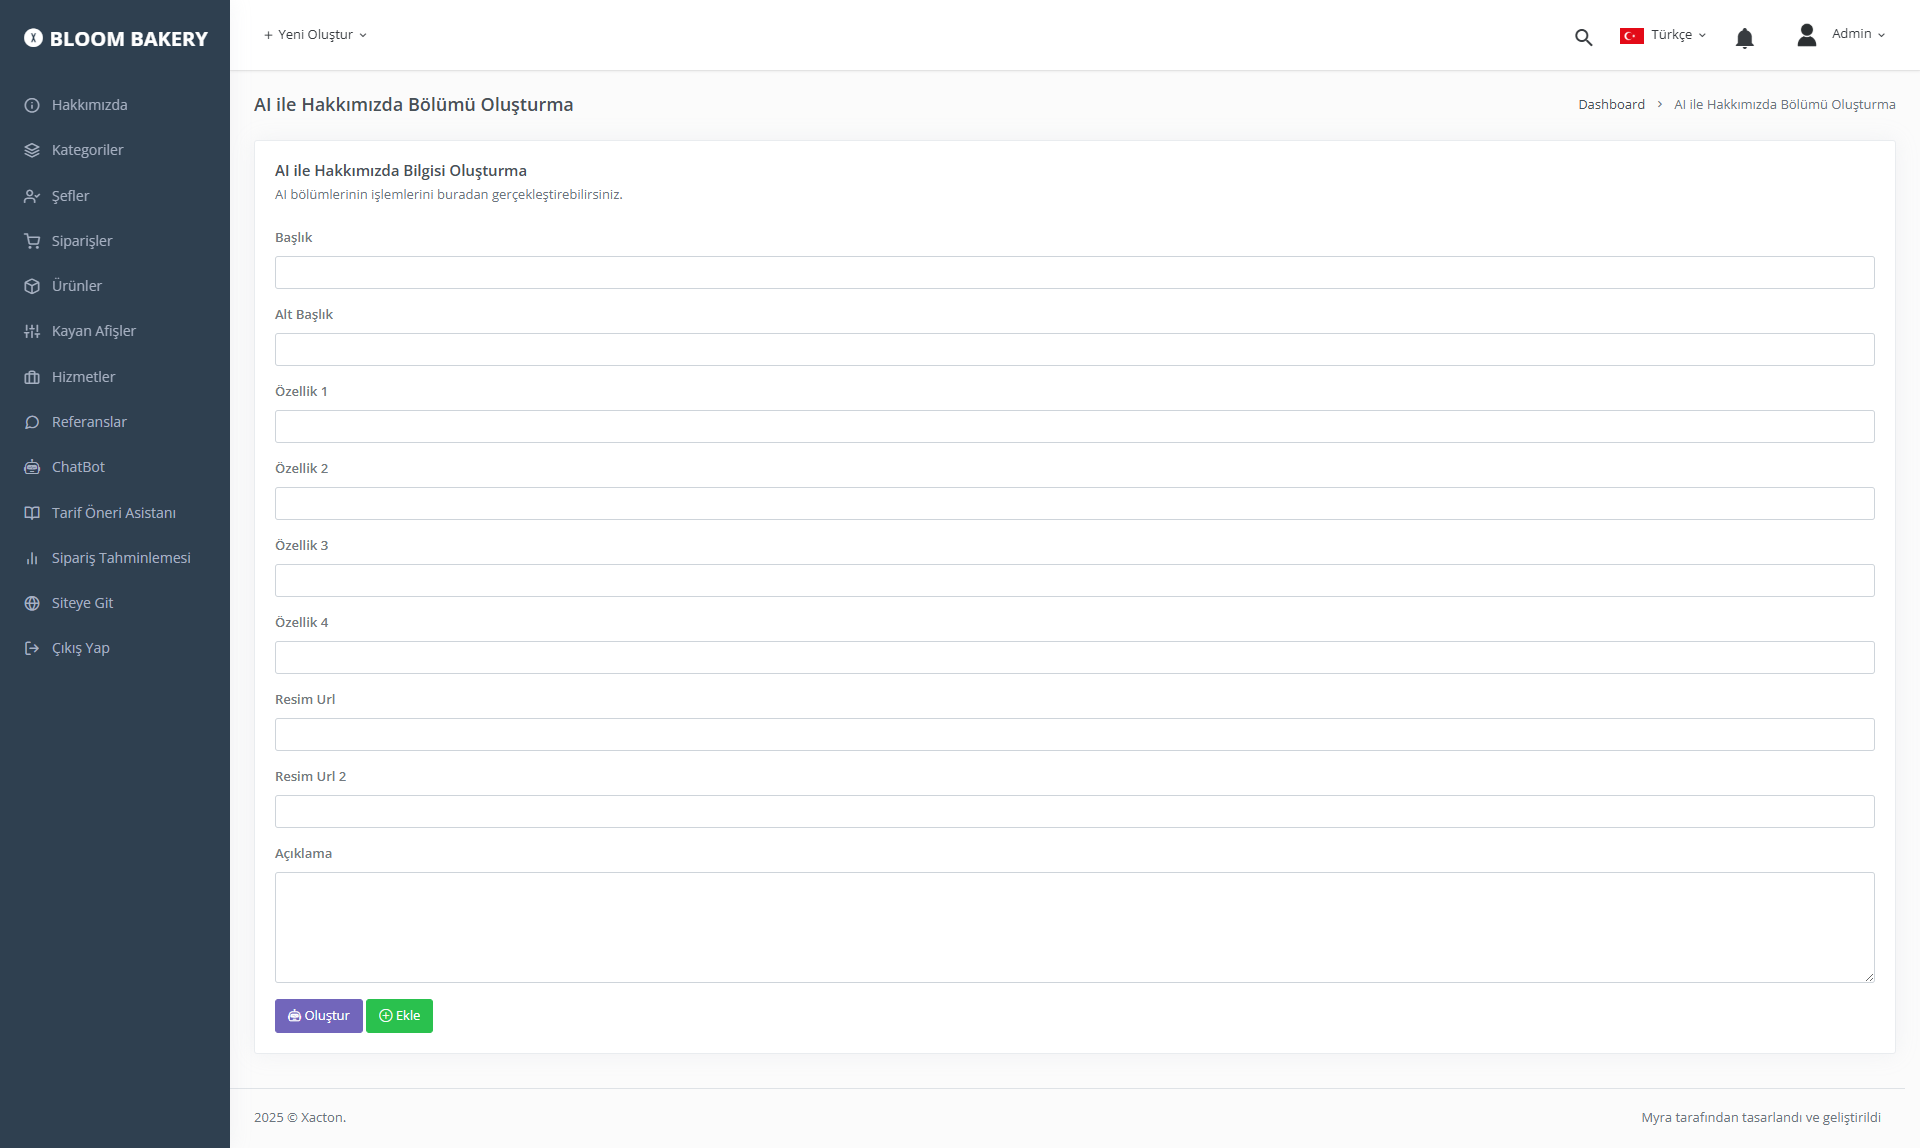 BLOOM BAKERY
Hakkımızda
Kategoriler
Şefler
Siparişler
Ürünler
Kayan Afişler
Hizmetler
Referanslar
ChatBot
Tarif Öneri Asistanı
Sipariş Tahminlemesi
Siteye Git
Çıkış Yap
+ Yeni Oluştur
Türkçe
Admin
AI ile Hakkımızda Bölümü Oluşturma
Dashboard > AI ile Hakkımızda Bölümü Oluşturma
AI ile Hakkımızda Bilgisi Oluşturma
AI bölümlerinin işlemlerini buradan gerçekleştirebilirsiniz.
Başlık
Alt Başlık
Özellik 1
Özellik 2
Özellik 3
Özellik 4
Resim Url
Resim Url 2
Açıklama
Oluştur
Ekle
2025 © Xacton.
Myra tarafından tasarlandı ve geliştirildi